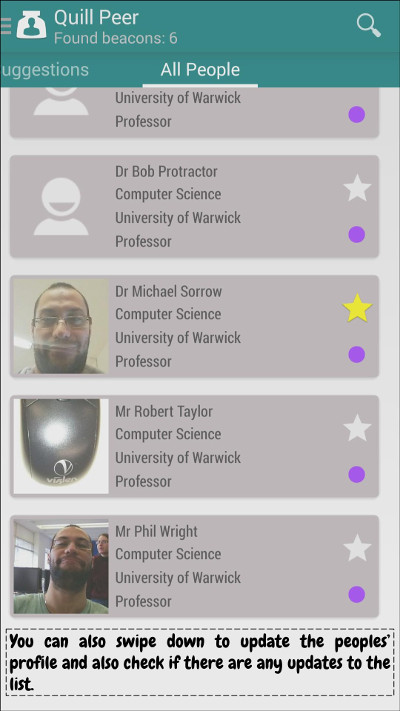 Quill Peer
Found beacons: 6
uggestions
All People
University of Warwick
Professor
Dr Bob Protractor
Computer Science
University of Warwick
Professor
Dr Michael Sorrow
Computer Science
University of Warwick
Professor
Mr Robert Taylor
Computer Science
University of Warwick
Professor
viglen
Mr Phil Wright
Computer Science
University of Warwick
Professor
You can also swipe down to update the peoples'
profile and also check if there are any updates to the
list.